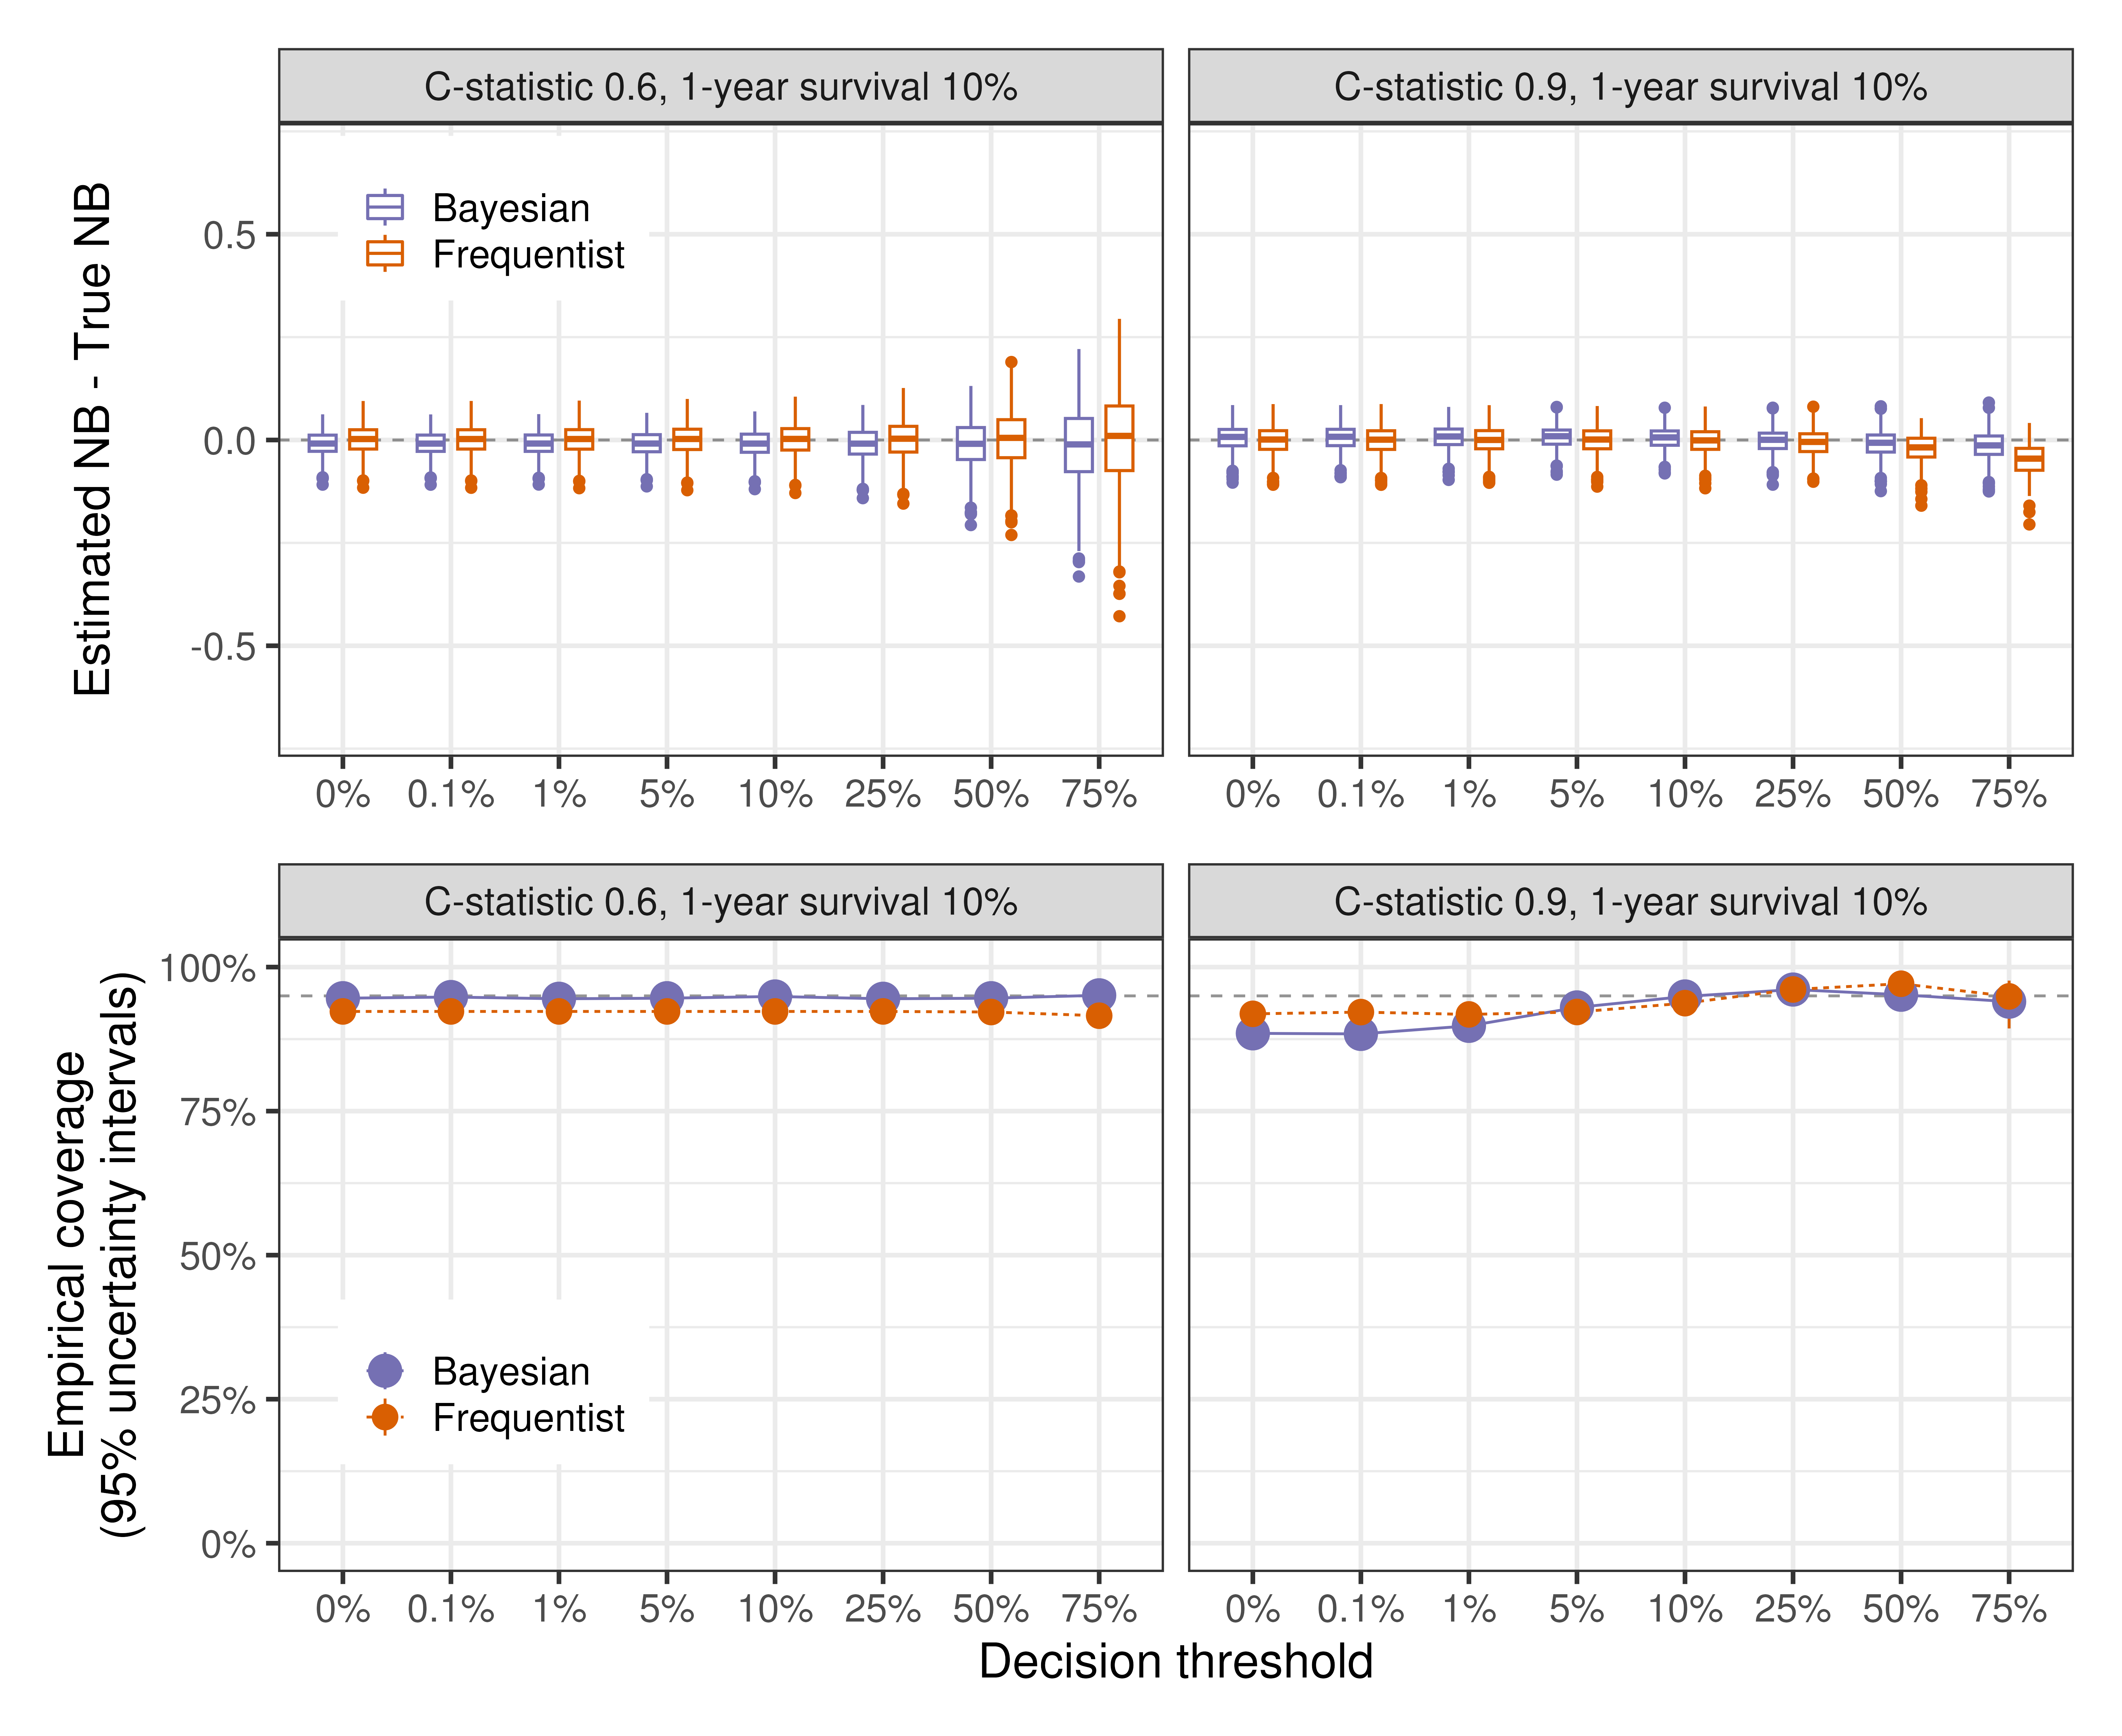 C-statistic 0.6, 1-year survival 10%
C-statistic 0.9, 1-year survival 10%
Estimated NB - True NB
0.5
0.0
-0.5
Bayesian
Frequentist
0% 0.1% 1% 5% 10% 25% 50% 75%
0% 0.1% 1% 5% 10% 25% 50% 75%
C-statistic 0.6, 1-year survival 10%
C-statistic 0.9, 1-year survival 10%
Empirical coverage
(95% uncertainty intervals)
100%
75%
50%
25%
0%
Bayesian
Frequentist
0% 0.1% 1% 5% 10% 25% 50% 75%
0% 0.1% 1% 5% 10% 25% 50% 75%
Decision threshold